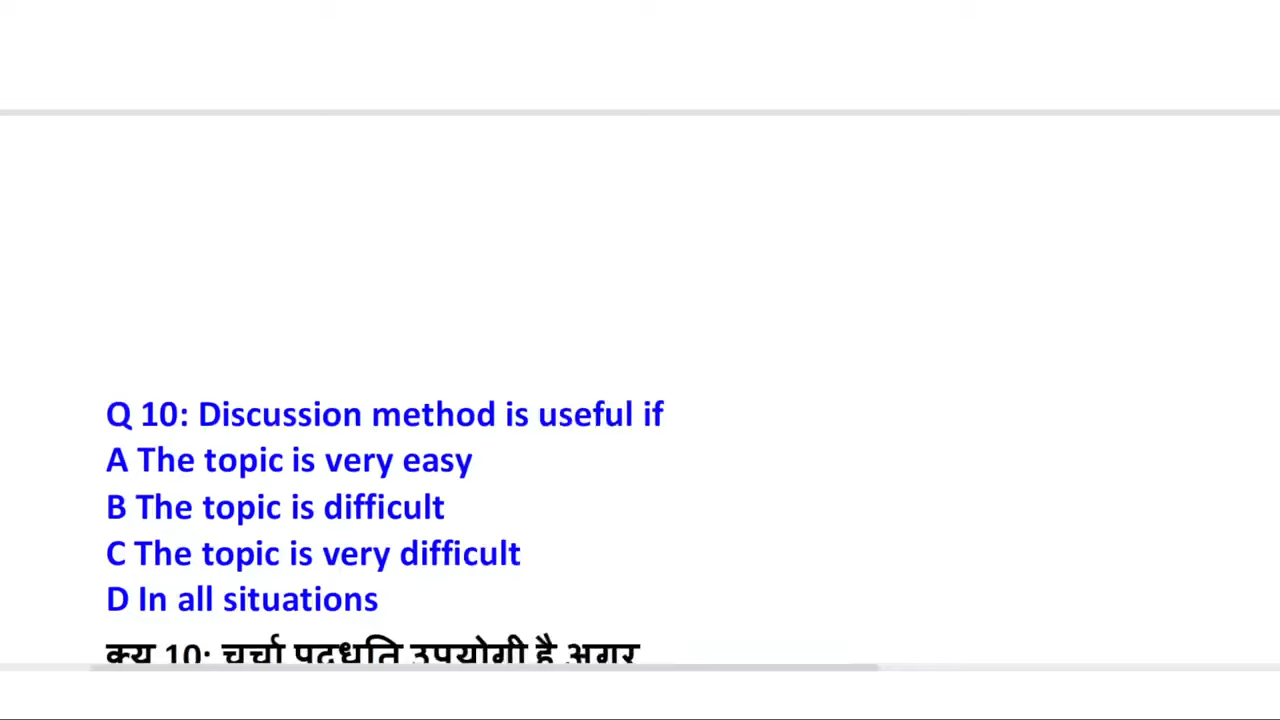 Q 10: Discussion method is useful if
A The topic is very easy
B The topic is difficult
C The topic is very difficult
D In all situations
क्यू 10: चर्चा पद्धति उपयोगी है अगर